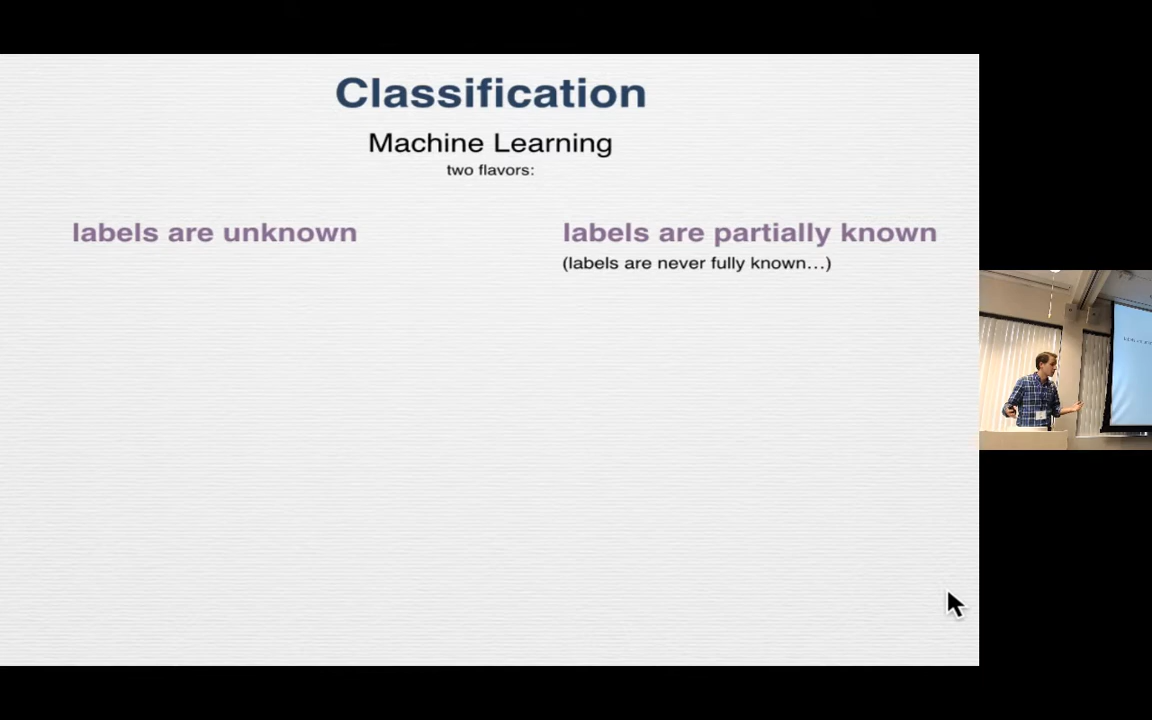 Classification
Machine Learning
two flavors:
labels are unknown
labels are partially known
(labels are never fully known…)